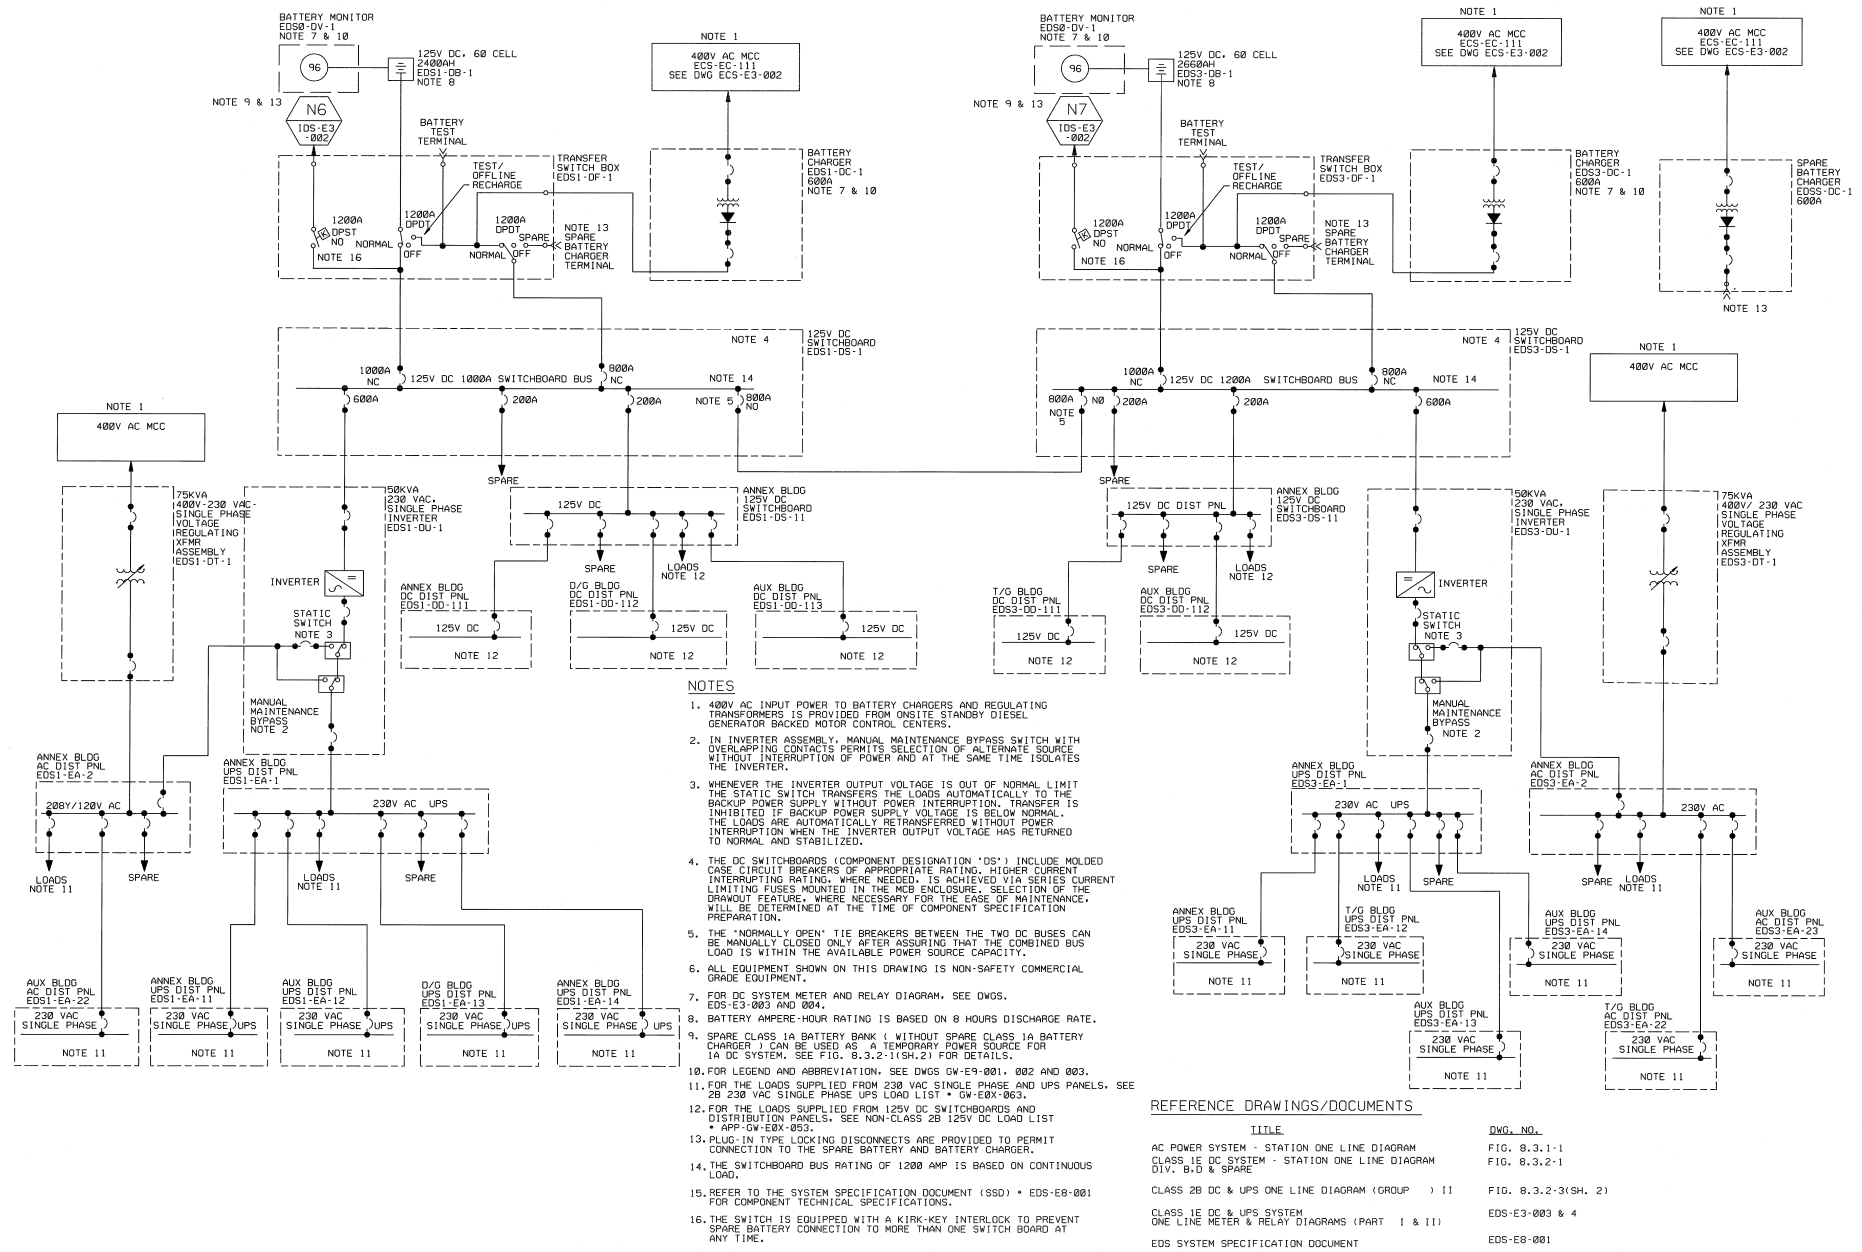 BATTERY MONITOR
EDS0-DV-1
NOTE 7 & 10
96
125V DC, 60 CELL
2400AH
EDS1-DB-1
NOTE 8
NOTE 1
400V AC MCC
ECS-EC-111
SEE DWG ECS-E3-002
NOTE 9 & 13
N6
IDS-E3
-002
BATTERY
TEST
TERMINAL
TEST/
OFFLINE
RECHARGE
TRANSFER
SWITCH BOX
EDS1-DF-1
BATTERY
CHARGER
EDS1-DC-1
600A
NOTE 7 & 10
1200A
DPST
NO
NOTE 16
K
1200A
DPDT
NORMAL
OFF
1200A
DPDT
SPARE
NORMAL
OFF
NOTE 13
SPARE
BATTERY
CHARGER
TERMINAL
BATTERY MONITOR
EDS0-DV-1
NOTE 7 & 10
96
125V DC, 60 CELL
2660AH
EDS3-DB-1
NOTE 8
NOTE 1
400V AC MCC
ECS-EC-111
SEE DWG ECS-E3-002
NOTE 1
400V AC MCC
ECS-EC-111
SEE DWG ECS-E3-002
NOTE 9 & 13
N7
IDS-E3
-002
BATTERY
TEST
TERMINAL
TEST/
OFFLINE
RECHARGE
TRANSFER
SWITCH BOX
EDS3-DF-1
BATTERY
CHARGER
EDS3-DC-1
600A
NOTE 7 & 10
SPARE
BATTERY
CHARGER
EDSS-DC-1
600A
1200A
DPST
NO
NOTE 16
K
1200A
DPDT
NORMAL
OFF
1200A
DPDT
SPARE
NORMAL
OFF
NOTE 13
SPARE
BATTERY
CHARGER
TERMINAL
NOTE 13
NOTE 4
125V DC
SWITCHBOARD
EDS1-DS-1
1000A
NC
125V DC 1000A SWITCHBOARD BUS
800A
NC
NOTE 14
600A
200A
200A
NOTE 5
800A
NO
SPARE
NOTE 4
125V DC
SWITCHBOARD
EDS3-DS-1
1000A
NC
125V DC 1200A SWITCHBOARD BUS
800A
NC
NOTE 14
800A
NO
NOTE
5
200A
200A
600A
SPARE
NOTE 1
400V AC MCC
NOTE 1
400V AC MCC
75KVA
400V-230 VAC-
SINGLE PHASE
VOLTAGE
REGULATING
XFMR
ASSEMBLY
EDS1-DT-1
50KVA
230 VAC,
SINGLE PHASE
INVERTER
EDS1-DU-1
INVERTER
STATIC
SWITCH
NOTE 3
MANUAL
MAINTENANCE
BYPASS
NOTE 2
125V DC
ANNEX BLDG
125V DC
SWITCHBOARD
EDS1-DS-11
SPARE
LOADS
NOTE 12
ANNEX BLDG
DC DIST PNL
EDS1-DD-111
125V DC
NOTE 12
D/G BLDG
DC DIST PNL
EDS1-DD-112
125V DC
NOTE 12
AUX BLDG
DC DIST PNL
EDS1-DD-113
125V DC
NOTE 12
125V DC DIST PNL
ANNEX BLDG
125V DC
SWITCHBOARD
EDS3-DS-11
SPARE
LOADS
NOTE 12
T/G BLDG
DC DIST PNL
EDS3-DD-111
125V DC
NOTE 12
AUX BLDG
DC DIST PNL
EDS3-DD-112
125V DC
NOTE 12
50KVA
230 VAC,
SINGLE PHASE
INVERTER
EDS3-DU-1
INVERTER
STATIC
SWITCH
NOTE 3
MANUAL
MAINTENANCE
BYPASS
NOTE 2
75KVA
400V/ 230 VAC
SINGLE PHASE
VOLTAGE
REGULATING
XFMR
ASSEMBLY
EDS3-DT-1
ANNEX BLDG
AC DIST PNL
EDS1-EA-2
208Y/120V AC
LOADS
NOTE 11
SPARE
ANNEX BLDG
UPS DIST PNL
EDS1-EA-1
230V AC UPS
LOADS
NOTE 11
SPARE
AUX BLDG
AC DIST PNL
EDS1-EA-22
230 VAC
SINGLE PHASE
NOTE 11
ANNEX BLDG
UPS DIST PNL
EDS1-EA-11
230 VAC
SINGLE PHASE
UPS
NOTE 11
AUX BLDG
UPS DIST PNL
EDS1-EA-12
230 VAC
SINGLE PHASE
UPS
NOTE 11
D/G BLDG
UPS DIST PNL
EDS1-EA-13
230 VAC
SINGLE PHASE
UPS
NOTE 11
ANNEX BLDG
UPS DIST PNL
EDS1-EA-14
230 VAC
SINGLE PHASE
UPS
NOTE 11
ANNEX BLDG
UPS DIST PNL
EDS3-EA-1
230V AC UPS
LOADS
NOTE 11
SPARE
ANNEX BLDG
AC DIST PNL
EDS3-EA-2
230V AC
SPARE
LOADS
NOTE 11
ANNEX BLDG
UPS DIST PNL
EDS3-EA-11
230 VAC
SINGLE PHASE
NOTE 11
T/G BLDG
UPS DIST PNL
EDS3-EA-12
230 VAC
SINGLE PHASE
NOTE 11
AUX BLDG
UPS DIST PNL
EDS3-EA-14
230 VAC
SINGLE PHASE
NOTE 11
AUX BLDG
AC DIST PNL
EDS3-EA-23
230 VAC
SINGLE PHASE
NOTE 11
AUX BLDG
UPS DIST PNL
EDS3-EA-13
230 VAC
SINGLE PHASE
NOTE 11
T/G BLDG
AC DIST PNL
EDS3-EA-22
230 VAC
SINGLE PHASE
NOTE 11
NOTES
1. 400V AC INPUT POWER TO BATTERY CHARGERS AND REGULATING
TRANSFORMERS IS PROVIDED FROM ONSITE STANDBY DIESEL
GENERATOR BACKED MOTOR CONTROL CENTERS.
2. IN INVERTER ASSEMBLY, MANUAL MAINTENANCE BYPASS SWITCH WITH
OVERLAPPING CONTACTS PERMITS SELECTION OF ALTERNATE SOURCE
WITHOUT INTERRUPTION OF POWER AND AT THE SAME TIME ISOLATES
THE INVERTER.
3. WHENEVER THE INVERTER OUTPUT VOLTAGE IS OUT OF NORMAL LIMIT
THE STATIC SWITCH TRANSFERS THE LOADS AUTOMATICALLY TO THE
BACKUP POWER SUPPLY WITHOUT POWER INTERRUPTION. TRANSFER IS
INHIBITED IF BACKUP POWER SUPPLY VOLTAGE IS BELOW NORMAL.
THE LOADS ARE AUTOMATICALLY RETRANSFERRED WITHOUT POWER
INTERRUPTION WHEN THE INVERTER OUTPUT VOLTAGE HAS RETURNED
TO NORMAL AND STABILIZED.
4. THE DC SWITCHBOARDS (COMPONENT DESIGNATION "DS") INCLUDE MOLDED
CASE CIRCUIT BREAKERS OF APPROPRIATE RATING. HIGHER CURRENT
INTERRUPTING RATING, WHERE NEEDED, IS ACHIEVED VIA SERIES CURRENT
LIMITING FUSES MOUNTED IN THE MCB ENCLOSURE. SELECTION OF THE
DRAWOUT FEATURE, WHERE NECESSARY FOR THE EASE OF MAINTENANCE,
WILL BE DETERMINED AT THE TIME OF COMPONENT SPECIFICATION
PREPARATION.
5. THE "NORMALLY OPEN" TIE BREAKERS BETWEEN THE TWO DC BUSES CAN
BE MANUALLY CLOSED ONLY AFTER ASSURING THAT THE COMBINED BUS
LOAD IS WITHIN THE AVAILABLE POWER SOURCE CAPACITY.
6. ALL EQUIPMENT SHOWN ON THIS DRAWING IS NON-SAFETY COMMERCIAL
GRADE EQUIPMENT.
7. FOR DC SYSTEM METER AND RELAY DIAGRAM, SEE DWGS.
EDS-E3-003 AND 004.
8. BATTERY AMPERE-HOUR RATING IS BASED ON 8 HOURS DISCHARGE RATE.
9. SPARE CLASS 1A BATTERY BANK ( WITHOUT SPARE CLASS 1A BATTERY
CHARGER ) CAN BE USED AS A TEMPORARY POWER SOURCE FOR
1A DC SYSTEM. SEE FIG. 8.3.2-1(SH.2) FOR DETAILS.
10. FOR LEGEND AND ABBREVIATION, SEE DWGS GW-E9-001, 002 AND 003.
11. FOR THE LOADS SUPPLIED FROM 230 VAC SINGLE PHASE AND UPS PANELS, SEE
2B 230 VAC SINGLE PHASE UPS LOAD LIST * GW-E0X-063.
12. FOR THE LOADS SUPPLIED FROM 125V DC SWITCHBOARDS AND
DISTRIBUTION PANELS, SEE NON-CLASS 2B 125V DC LOAD LIST
* APP-GW-E0X-053.
13. PLUG-IN TYPE LOCKING DISCONNECTS ARE PROVIDED TO PERMIT
CONNECTION TO THE SPARE BATTERY AND BATTERY CHARGER.
14. THE SWITCHBOARD BUS RATING OF 1200 AMP IS BASED ON CONTINUOUS
LOAD.
15. REFER TO THE SYSTEM SPECIFICATION DOCUMENT (SSD) * EDS-E8-001
FOR COMPONENT TECHNICAL SPECIFICATIONS.
16. THE SWITCH IS EQUIPPED WITH A KIRK-KEY INTERLOCK TO PREVENT
SPARE BATTERY CONNECTION TO MORE THAN ONE SWITCH BOARD AT
ANY TIME.
REFERENCE DRAWINGS/DOCUMENTS
TITLE DWG. NO.
AC POWER SYSTEM - STATION ONE LINE DIAGRAM FIG. 8.3.1-1
CLASS 1E DC SYSTEM - STATION ONE LINE DIAGRAM FIG. 8.3.2-1
DIV. B,D & SPARE
CLASS 2B DC & UPS ONE LINE DIAGRAM (GROUP ) II FIG. 8.3.2-3(SH. 2)
CLASS 1E DC & UPS SYSTEM EDS-E3-003 & 4
ONE LINE METER & RELAY DIAGRAMS (PART I & II)
EDS SYSTEM SPECIFICATION DOCUMENT EDS-E8-001